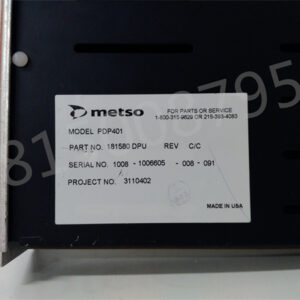 metso
FOR PARTS OR SERVICE
1-800-315-9629 OR 215-393-4083
MODEL PDP401
PART NO. 181580 DPU REV C/C
SERIAL NO. 1008 - 1006605 - 008 - 091
PROJECT NO. 3110402
MADE IN USA